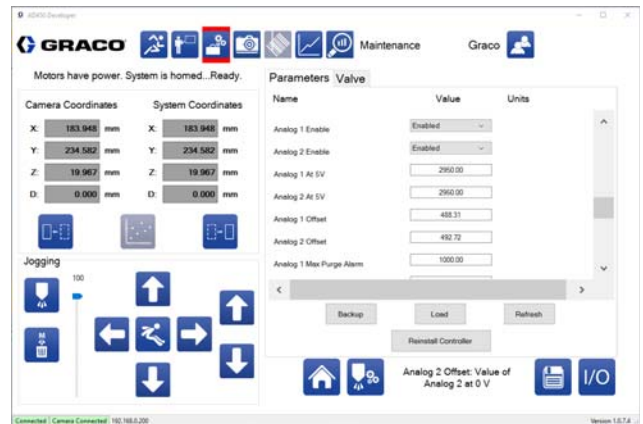 AD450 Developer
GRACO
Maintenance
Graco
Motors have power. System is homed...Ready.
Camera Coordinates
System Coordinates
X: 183.948 mm
X: 183.948 mm
Y: 234.582 mm
Y: 234.582 mm
Z: 19.967 mm
Z: 19.967 mm
D: 0.000 mm
D: 0.000 mm
Jogging
100
M
Parameters Valve
Name Value Units
Analog 1 Enable Enabled
Analog 2 Enable Enabled
Analog 1 At 5V 2950.00
Analog 2 At 5V 2950.00
Analog 1 Offset 488.31
Analog 2 Offset 492.72
Analog 1 Max Purge Alarm 1000.00
Backup Load Refresh
Reinstall Controller
Analog 2 Offset: Value of
Analog 2 at 0 V
I/O
Connected Camera Connected 192.168.0.200
Version 1.0.7.4